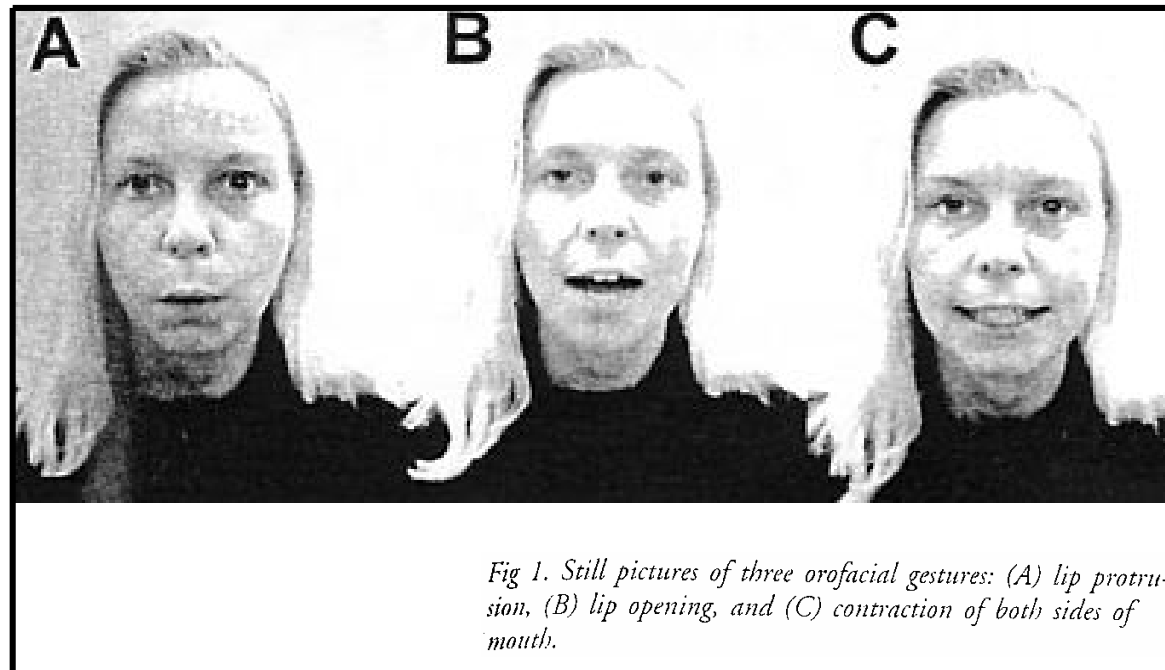 A B C
Fig 1. Still pictures of three orofacial gestures: (A) lip protru-
sion, (B) lip opening, and (C) contraction of both sides of
mouth.